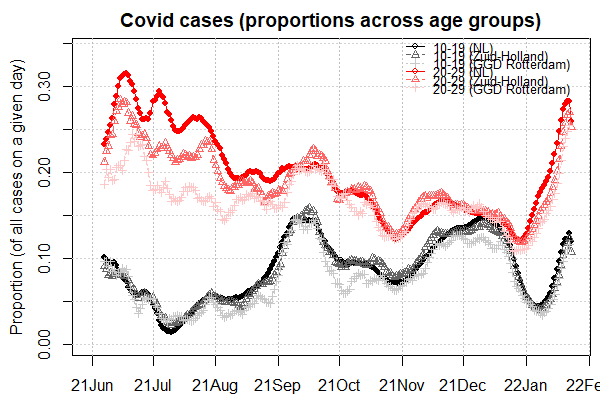 Covid cases (proportions across age groups)
10-19 (NL)
10-19 (Zuid-Holland)
10-19 (GGD Rotterdam)
20-29 (NL)
20-29 (Zuid-Holland)
20-29 (GGD Rotterdam)
Proportion (of all cases on a given day)
0.30
0.20
0.10
0.00
21Jun 21Jul 21Aug 21Sep 21Oct 21Nov 21Dec 22Jan 22Fe